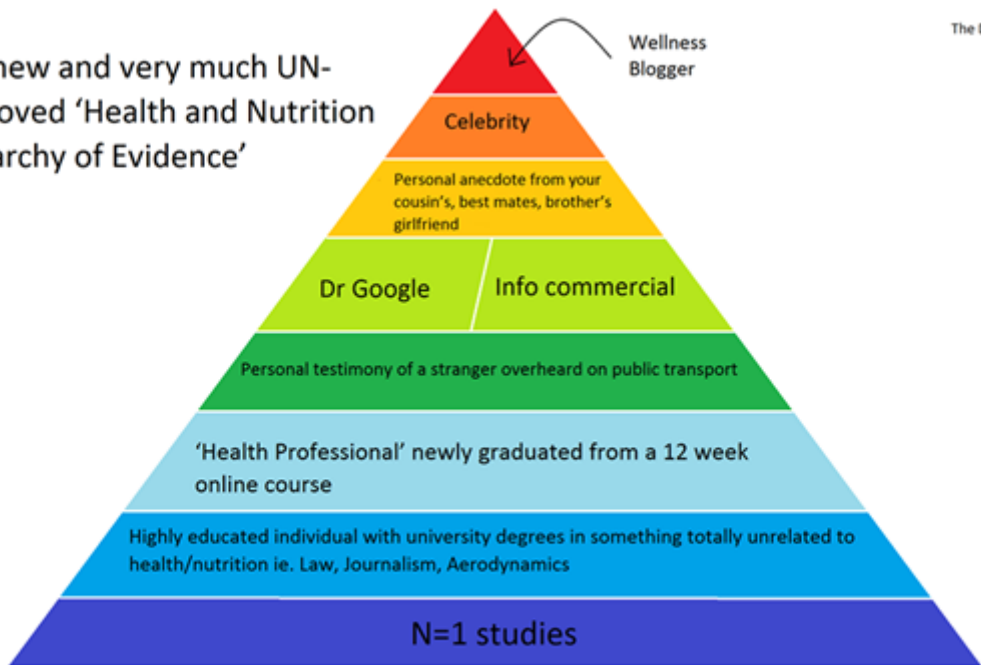 new and very much UN-
oved ‘Health and Nutrition
archy of Evidence’
The
Wellness
Blogger
Celebrity
Personal anecdote from your
cousin’s, best mates, brother’s
girlfriend
Dr Google
Info commercial
Personal testimony of a stranger overheard on public transport
‘Health Professional’ newly graduated from a 12 week
online course
Highly educated individual with university degrees in something totally unrelated to
health/nutrition ie. Law, Journalism, Aerodynamics
N=1 studies